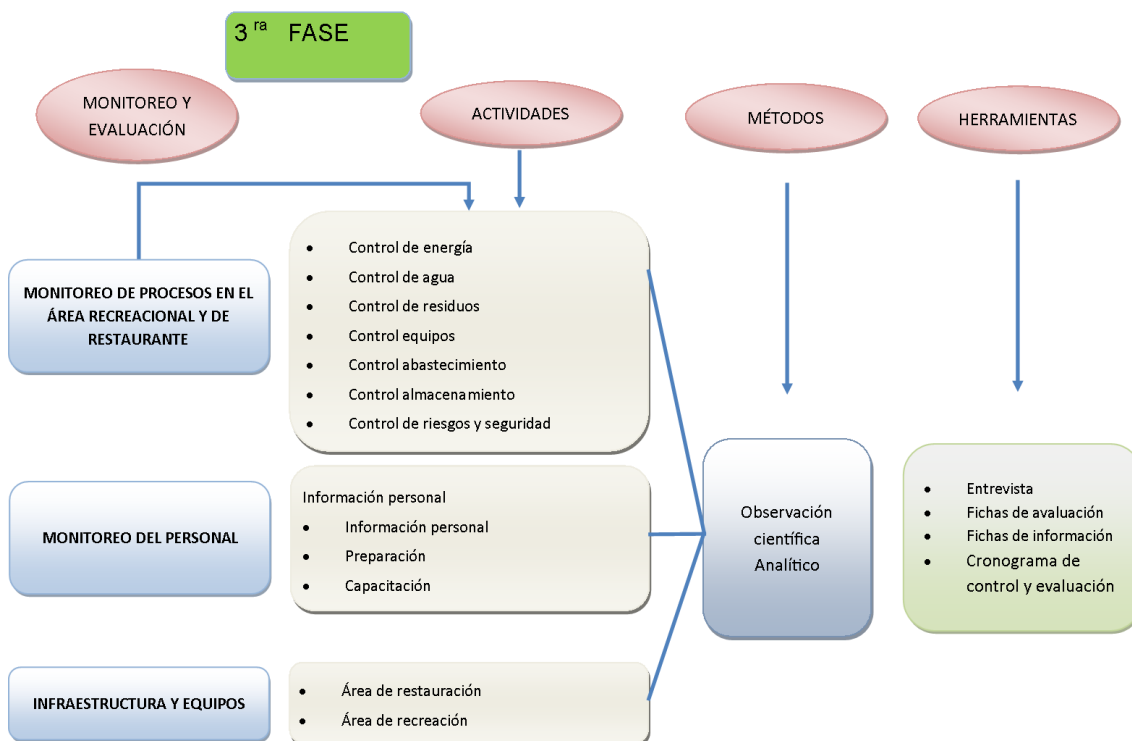 3 ra FASE
MONITOREO Y
EVALUACIÓN
ACTIVIDADES
MÉTODOS
HERRAMIENTAS
MONITOREO DE PROCESOS EN EL
ÁREA RECREACIONAL Y DE
RESTAURANTE
• Control de energía
• Control de agua
• Control de residuos
• Control equipos
• Control abastecimiento
• Control almacenamiento
• Control de riesgos y seguridad
MONITOREO DEL PERSONAL
Información personal
• Información personal
• Preparación
• Capacitación
INFRAESTRUCTURA Y EQUIPOS
• Área de restauración
• Área de recreación
Observación
científica
Analítico
• Entrevista
• Fichas de avaluación
• Fichas de información
• Cronograma de
control y evaluación